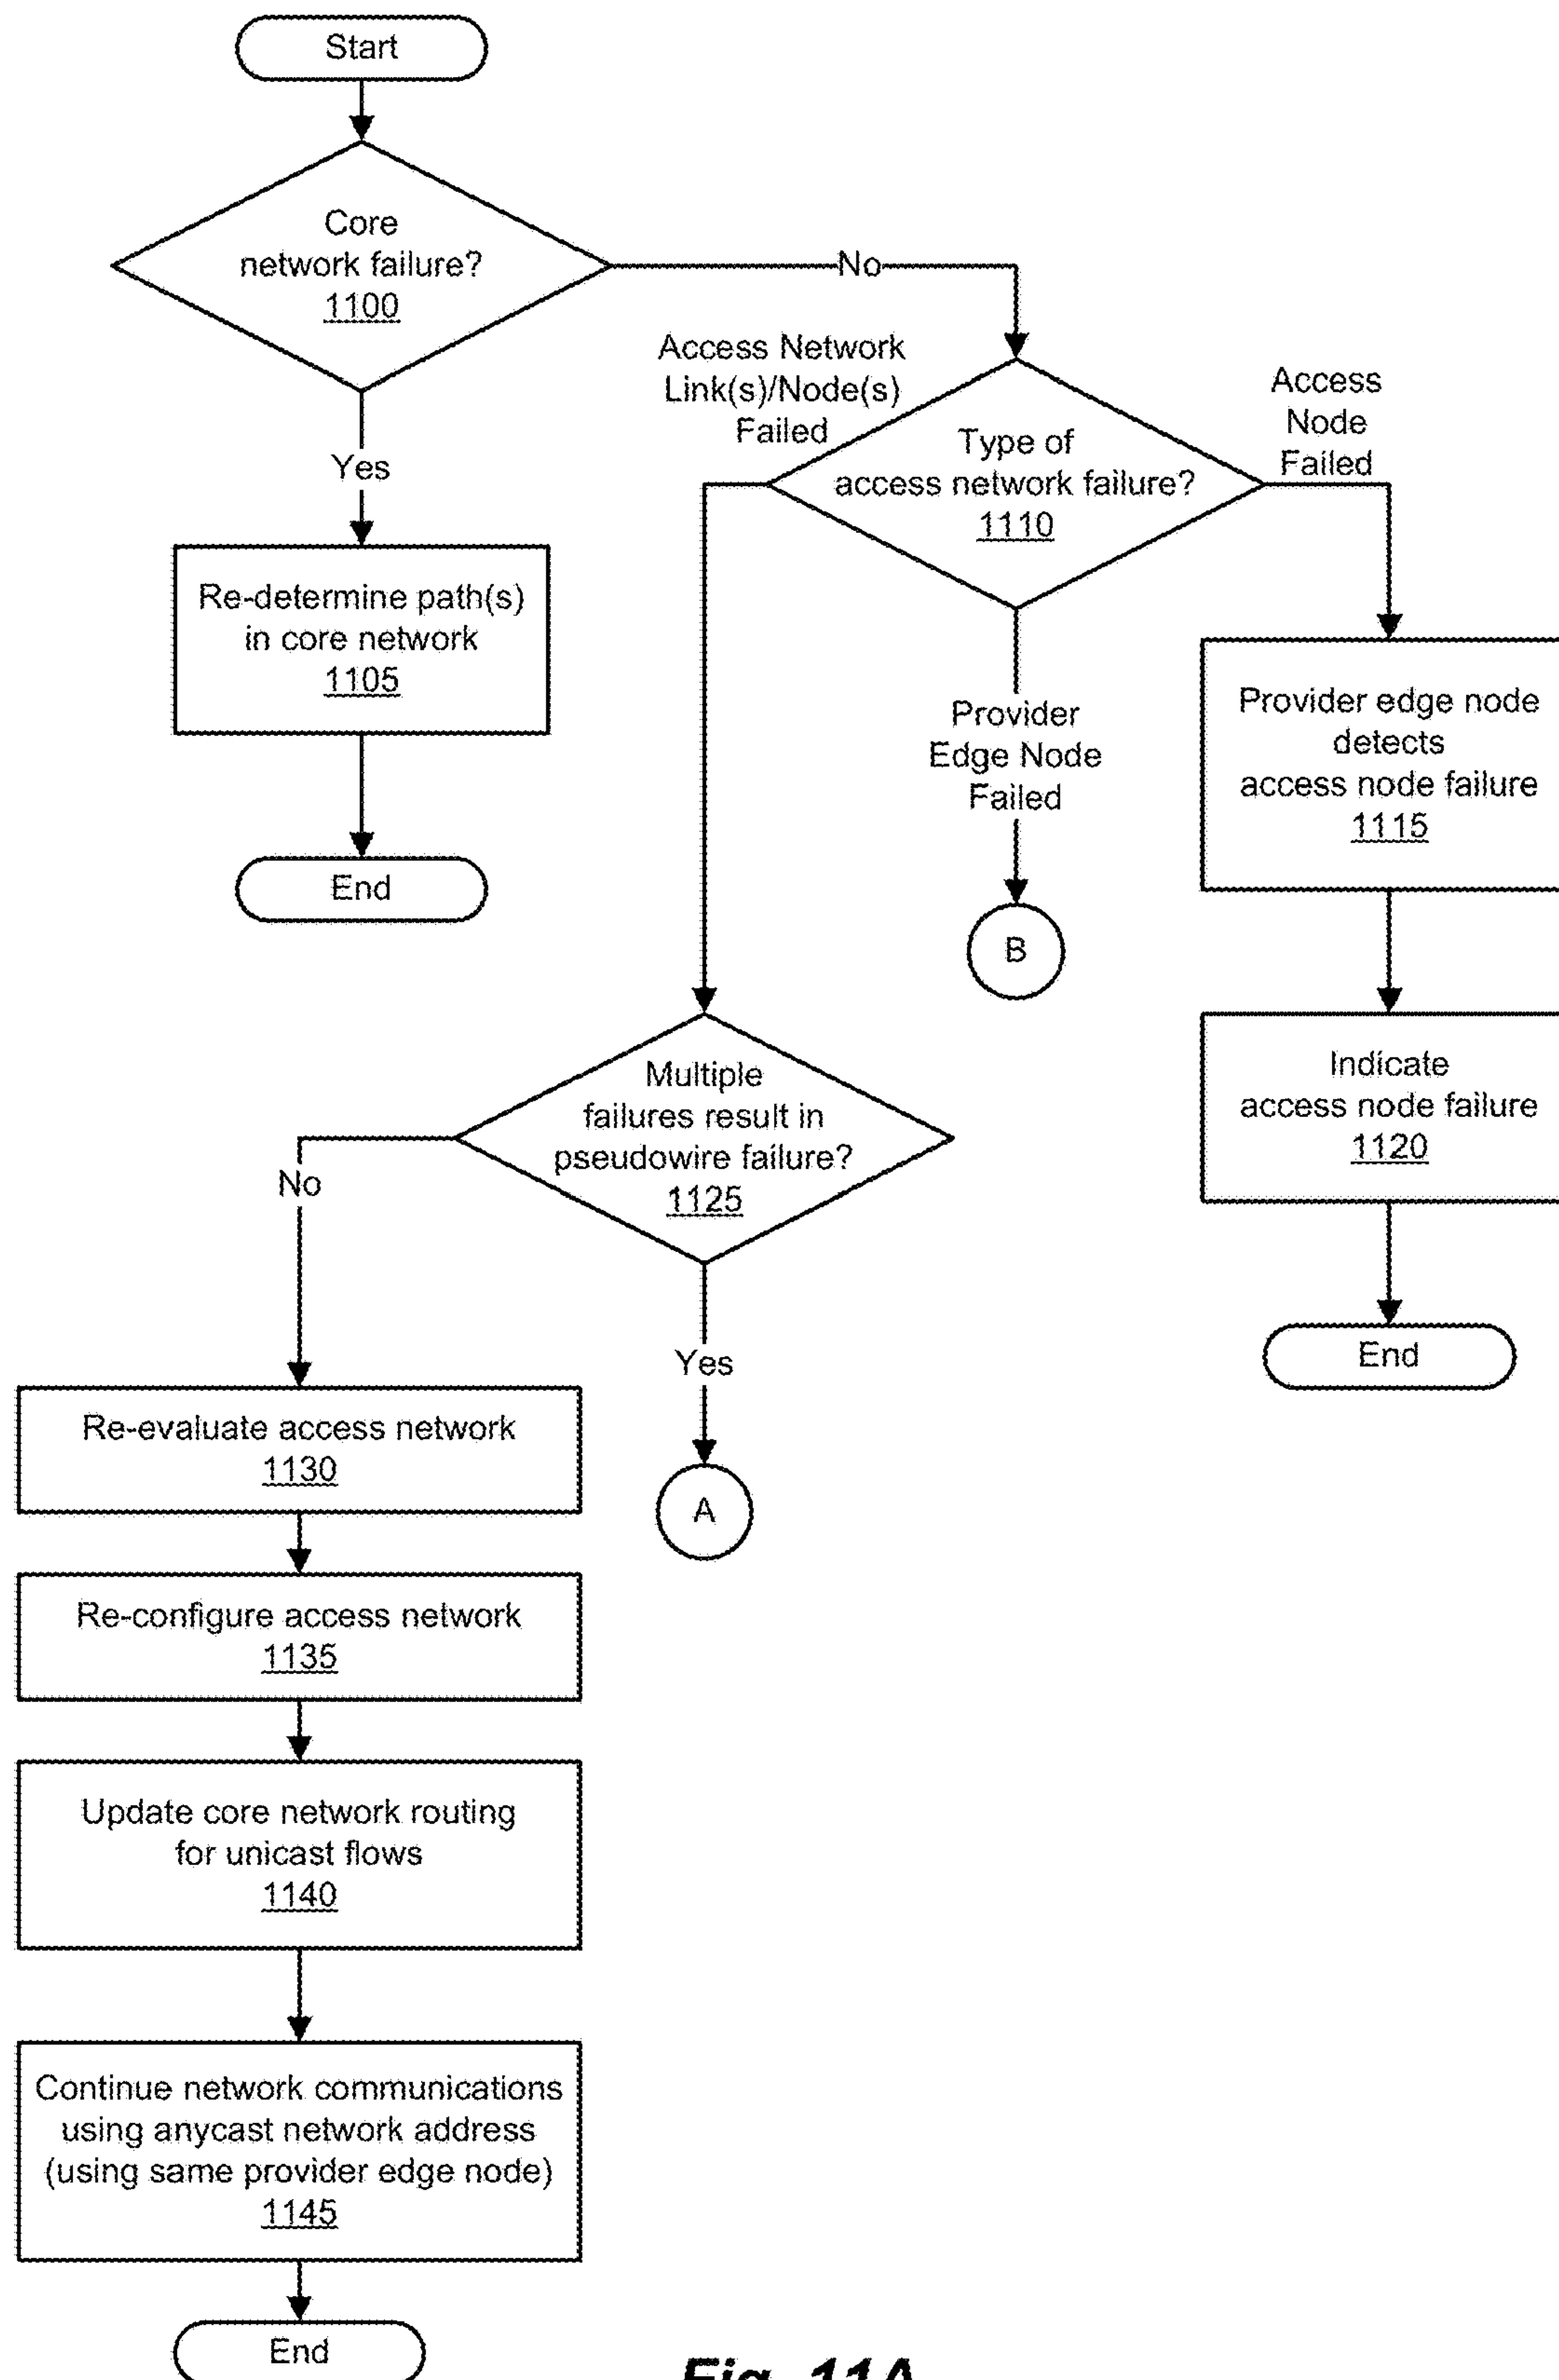 Start
Core
network failure?
1100
No
Yes
Re-determine path(s)
in core network
1105
End
Access Network
Link(s)/Node(s)
Failed
Type of
access network failure?
1110
Access
Node
Failed
Provider
Edge Node
Failed
B
Provider edge node
detects
access node failure
1115
Indicate
access node failure
1120
End
Multiple
failures result in
pseudowire failure?
1125
No
Yes
A
Re-evaluate access network
1130
Re-configure access network
1135
Update core network routing
for unicast flows
1140
Continue network communications
using anycast network address
(using same provider edge node)
1145
End
Fig. 11A